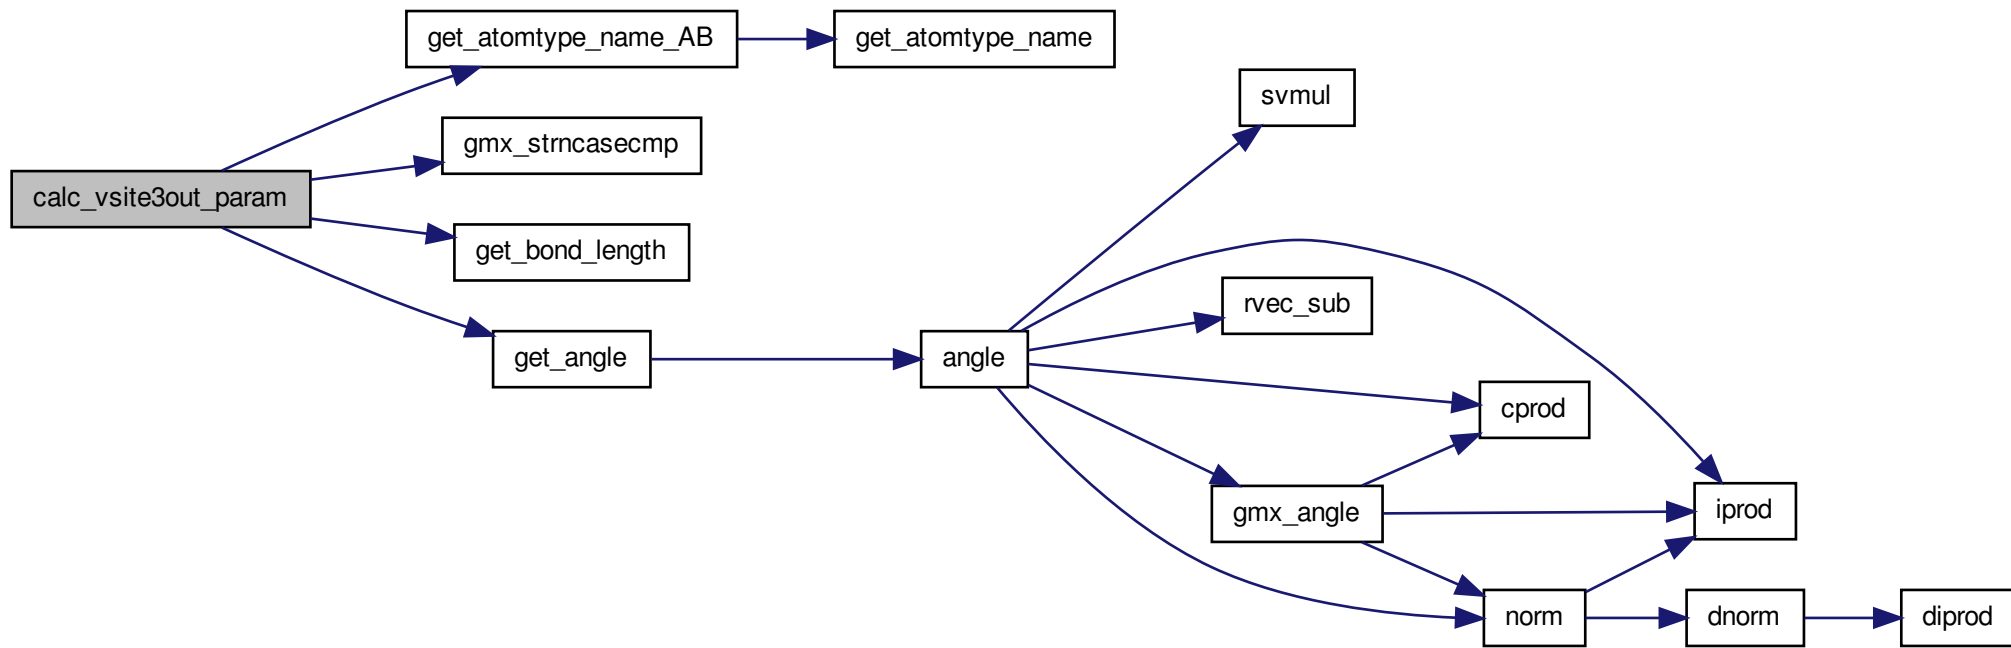 get_atomtype_name_AB
get_atomtype_name
svmul
gmx_strncasecmp
calc_vsite3out_param
get_bond_length
rvec_sub
get_angle
angle
cprod
gmx_angle
iprod
norm
dnorm
diprod